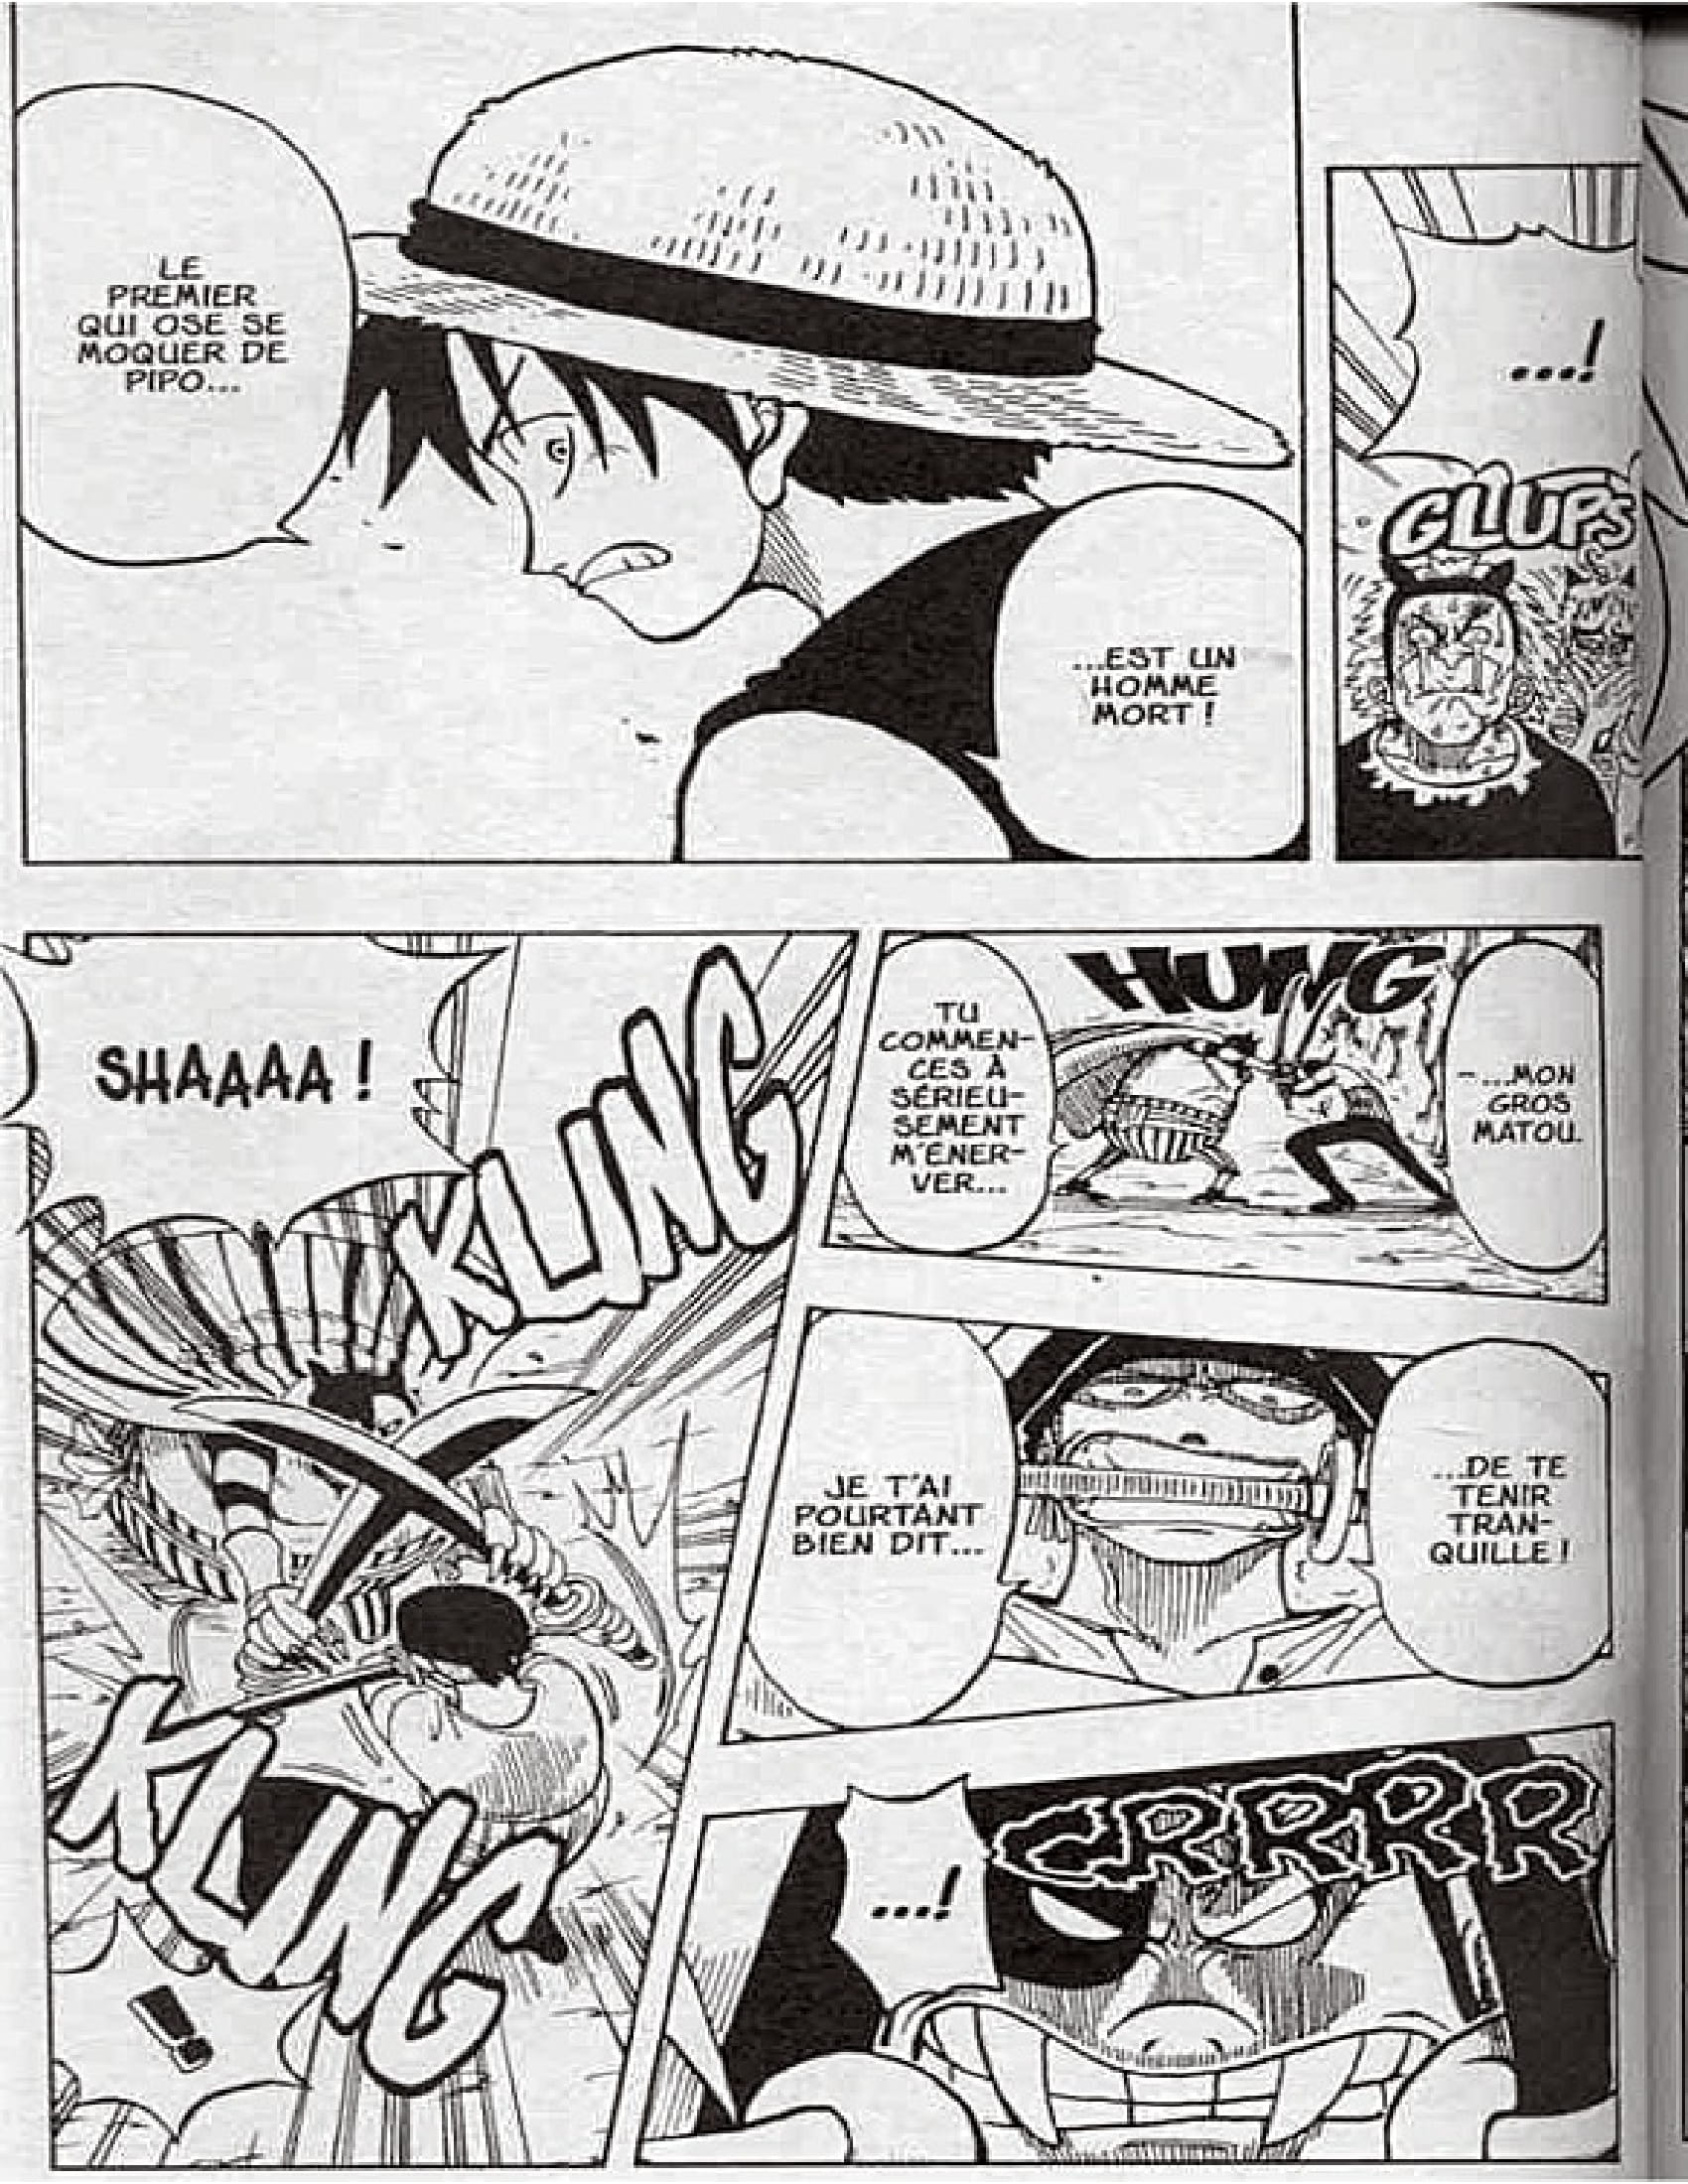 LE
PREMIER
QUI OSE SE
MOQUER DE
PIPO...
...EST UN
HOMME
MORT !
...!
GLUPS
SHAAAA !
KLING
KLING
!
HUNG
TU
COMMEN-
CES À
SÉRIEU-
SEMENT
M'ÉNER-
VER...
-...MON
GROS
MATOU.
JE T'AI
POURTANT
BIEN DIT...
...DE TE
TENIR
TRAN-
QUILLE !
...!
CRRRR